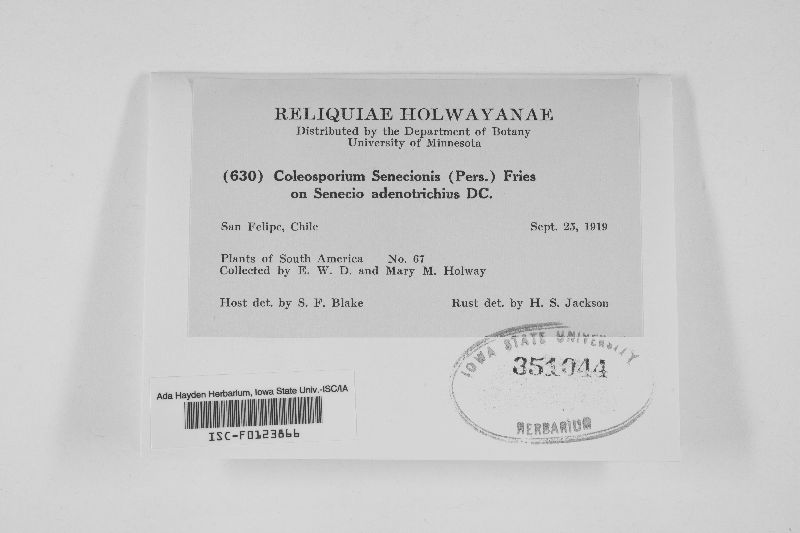 RELIQUIAE HOLWAYANAE
Distributed by the Department of Botany
University of Minnesota
(630) Coleosporium Senecionis (Pers.) Fries
on Senecio adenotrichius DC.
San Felipe, Chile Sept. 25, 1919
Plants of South America No. 67
Collected by E. W. D. and Mary M. Holway
Host det. by S. F. Blake Rust det. by H. S. Jackson
IOWA STATE UNIVERSITY
351044
HERBARIUM
Ada Hayden Herbarium, Iowa State Univ.-ISC/IA
ISC-F0123866